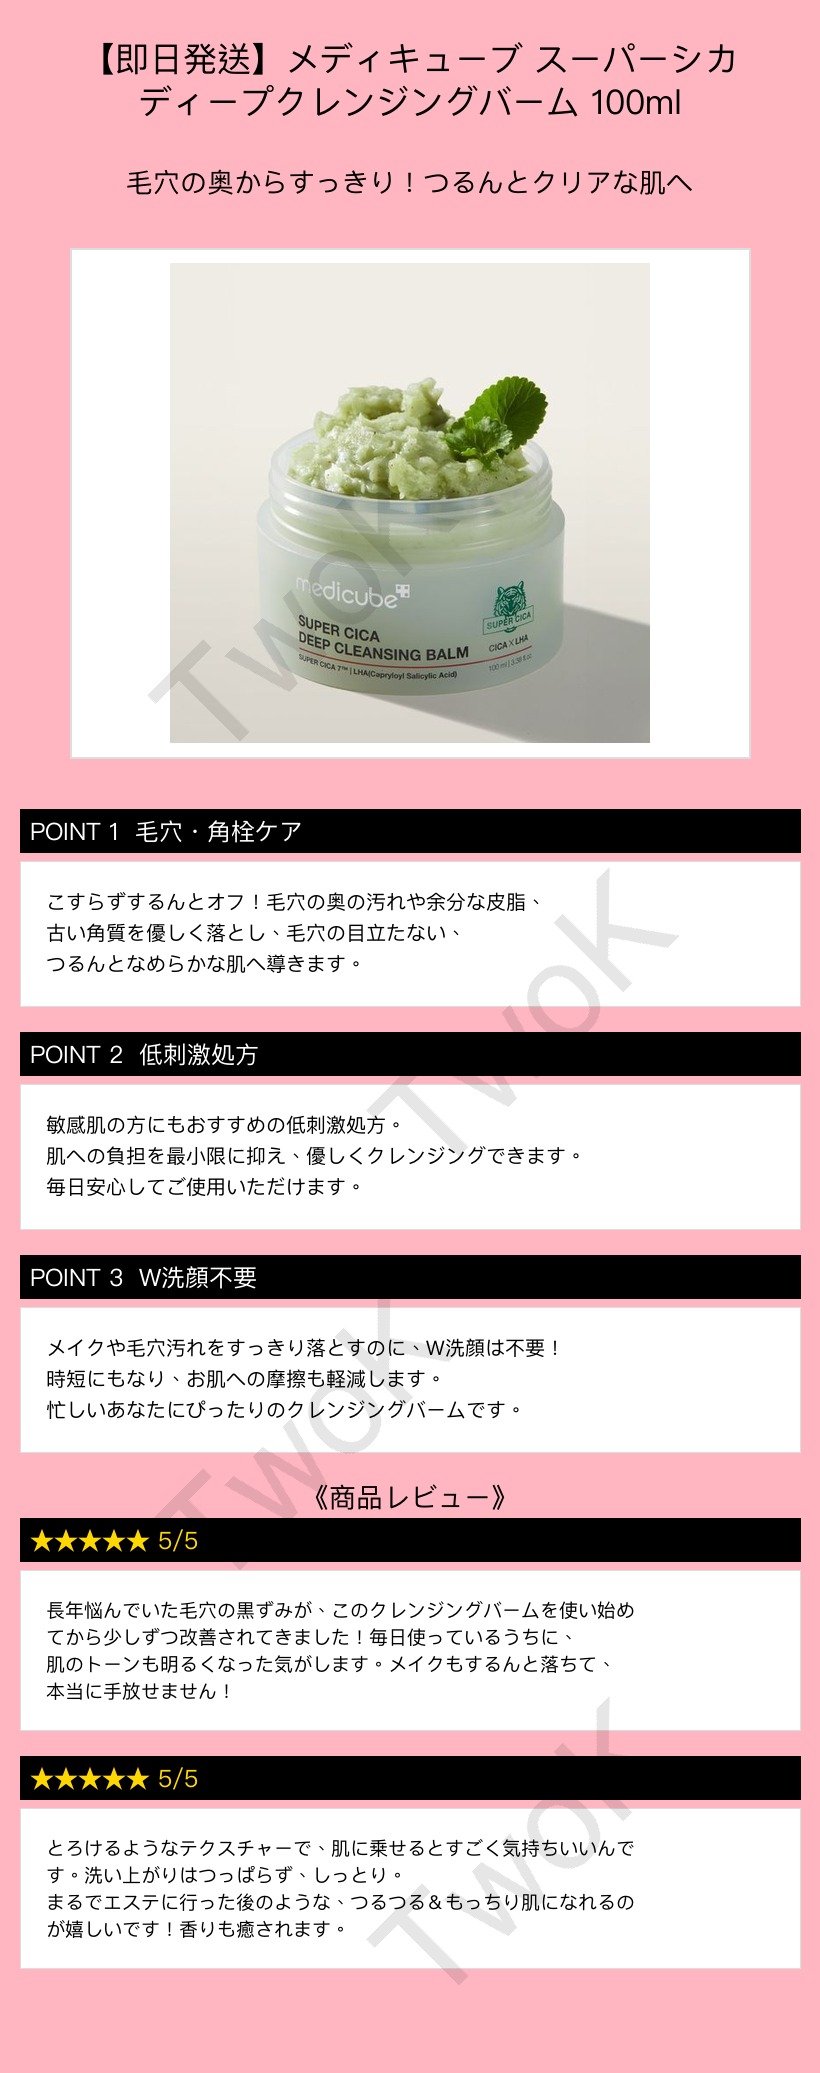 【即日発送】メディキューブ スーパーシカ
ディープクレンジングバーム 100ml
毛穴の奥からすっきり！つるんとクリアな肌へ
medicube
SUPER CICA
DEEP CLEANSING BALM
SUPER CICA 7™ | LHA(Capryloyl Salicylic Acid)
SUPER CICA
CICA X LHA
100 ml | 3.38 fl.oz
TwoK
POINT 1 毛穴・角栓ケア
こすらずするんとオフ！毛穴の奥の汚れや余分な皮脂、
古い角質を優しく落とし、毛穴の目立たない、
つるんとなめらかな肌へ導きます。
TwoK
POINT 2 低刺激処方
敏感肌の方にもおすすめの低刺激処方。
肌への負担を最小限に抑え、優しくクレンジングできます。
毎日安心してご使用いただけます。
POINT 3 W洗顔不要
メイクや毛穴汚れをすっきり落とすのに、W洗顔は不要！
時短にもなり、お肌への摩擦も軽減します。
忙しいあなたにぴったりのクレンジングバームです。
TwoK
《商品レビュー》
★★★★★ 5/5
長年悩んでいた毛穴の黒ずみが、このクレンジングバームを使い始め
てから少しずつ改善されてきました！毎日使っているうちに、
肌のトーンも明るくなった気がします。メイクもするんと落ちて、
本当に手放せません！
★★★★★ 5/5
とろけるようなテクスチャーで、肌に乗せるとすごく気持ちいいんで
す。洗い上がりはつっぱらず、しっとり。
まるでエステに行った後のような、つるつる＆もっちり肌になれるの
が嬉しいです！香りも癒されます。
TwoK